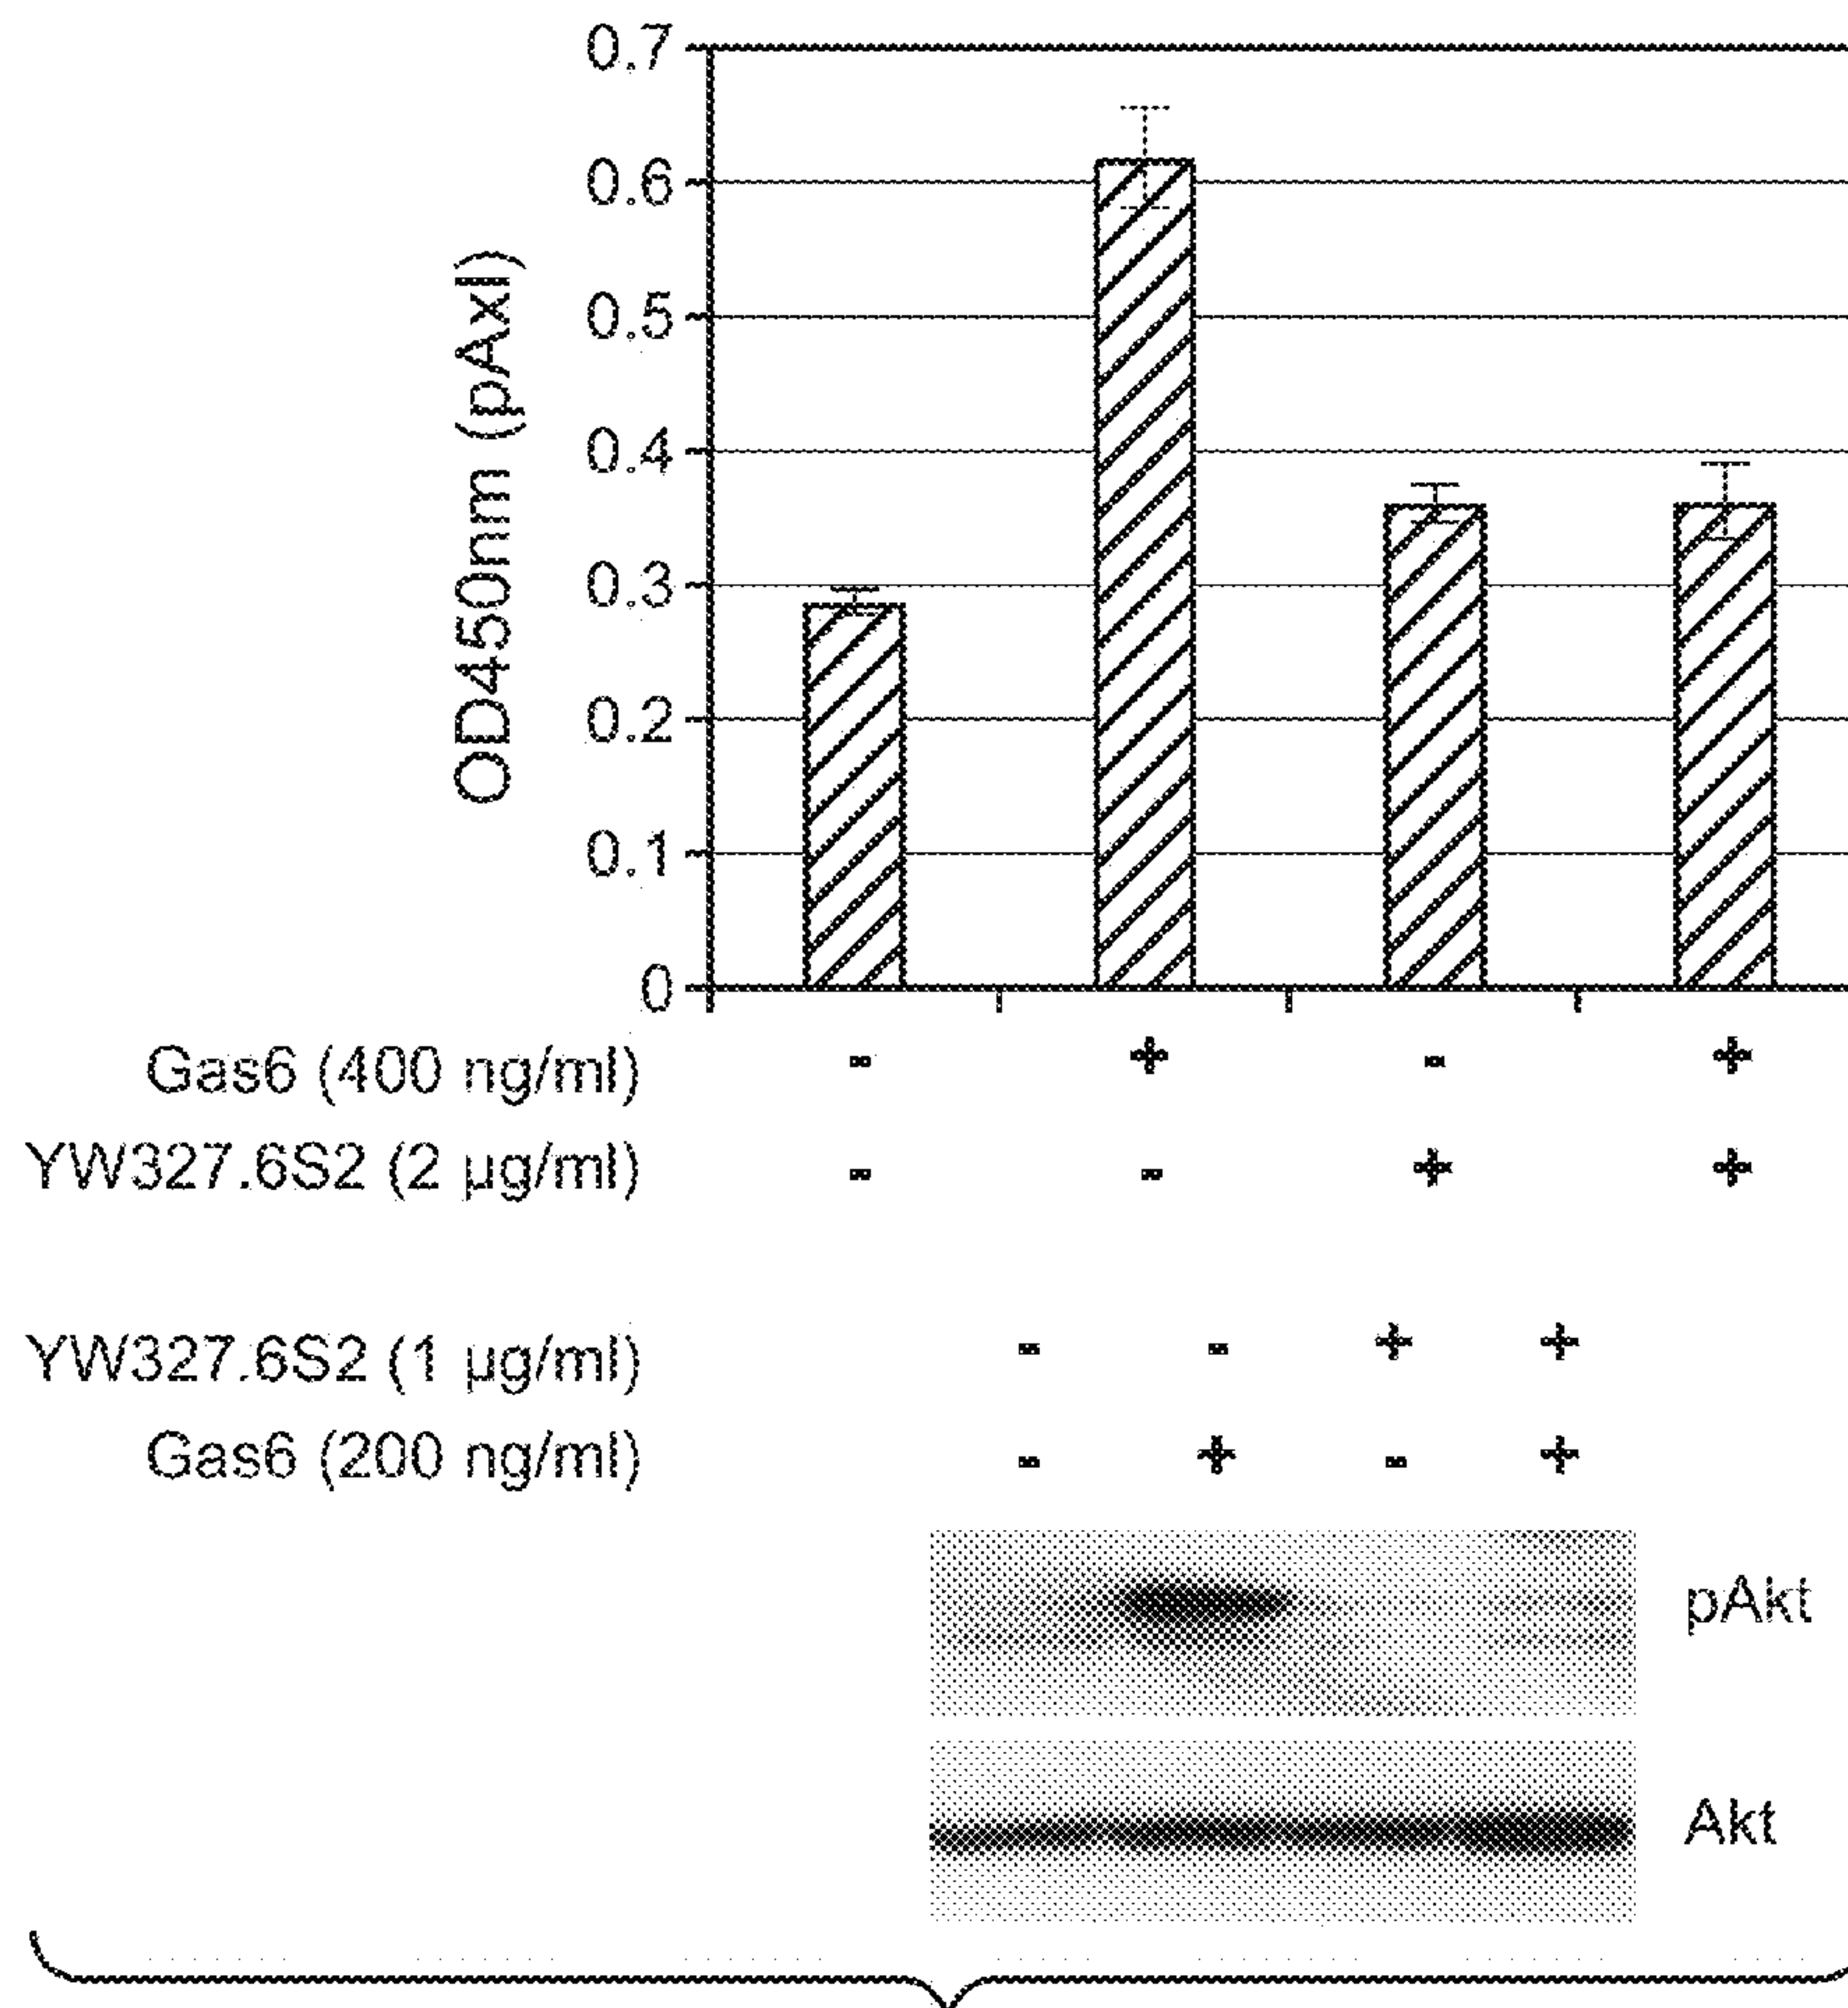 OD450nm (pAxl)
0.7
0.6
0.5
0.4
0.3
0.2
0.1
0
Gas6 (400 ng/ml) - + - +
YW327.6S2 (2 µg/ml) - - + +
YW327.6S2 (1 µg/ml) - - + +
Gas6 (200 ng/ml) - + - +
pAkt
Akt